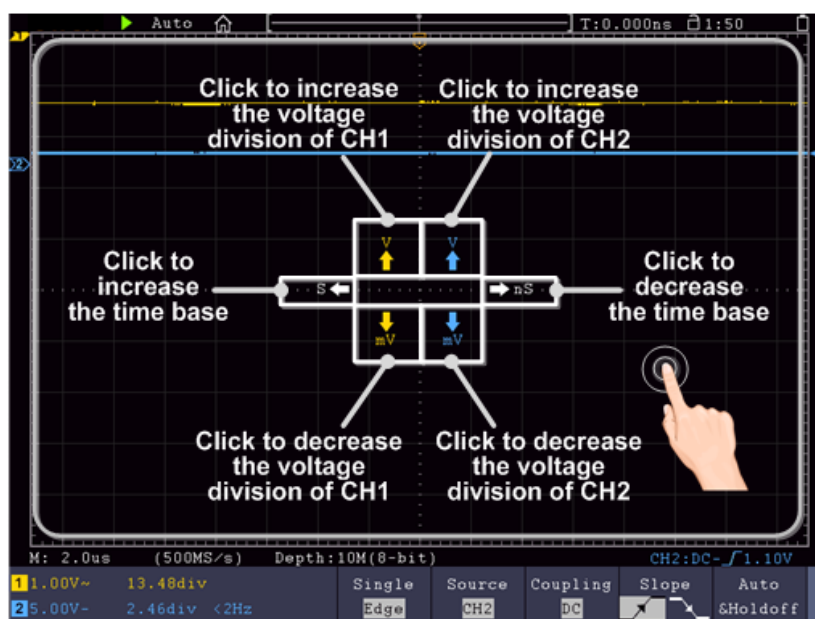 Auto T:0.000ns 1:50
1
Click to increase
the voltage
division of CH1
Click to increase
the voltage
division of CH2
2
V V
Click to
increase
the time base
S nS
Click to
decrease
the time base
mV mV
Click to decrease
the voltage
division of CH1
Click to decrease
the voltage
division of CH2
M: 2.0us (500MS/s) Depth:10M(8-bit) CH2:DC- 1.10V
1 1.00V~ 13.48div Single Source Coupling Slope Auto
2 5.00V- 2.46div <2Hz Edge CH2 DC &Holdoff